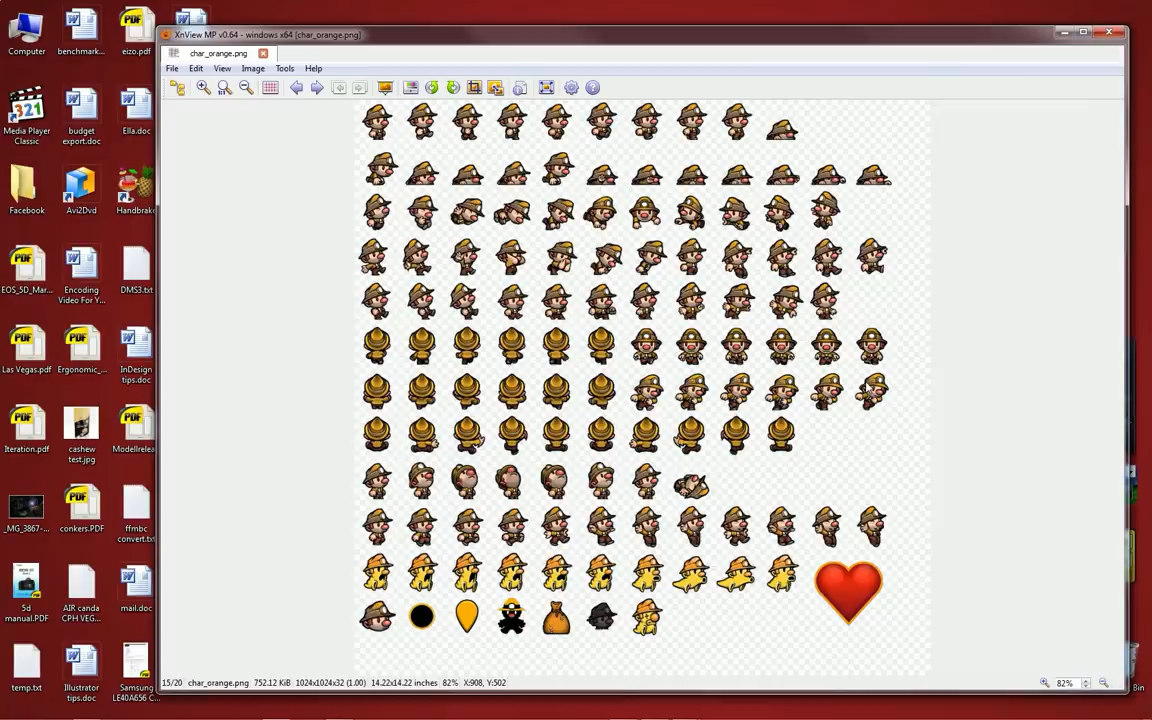 XnView MP v0.64 - windows x64 [char_orange.png]
char_orange.png
File Edit View Image Tools Help
Computer
benchmark...
eizo.pdf
Media Player Classic
budget export.doc
Ella.doc
Facebook
Avi2Dvd
Handbrake
EOS_5D_Mar...
Encoding Video For Y...
DMS3.txt
Las Vegas.pdf
Ergonomic_...
InDesign tips.doc
Iteration.pdf
cashew test.jpg
Modellrelea
_MG_3867-...
conkers.PDF
ffmbc convert.txt
5d manual.PDF
AIR canda CPH VEG...
mail.doc
temp.txt
Illustrator tips.doc
Samsung LE40A656 C...
15/20 char_orange.png 752.12 KiB 1024x1024x32 (1.00) 14.22x14.22 inches 82% X:908, Y:502
82%
Bin